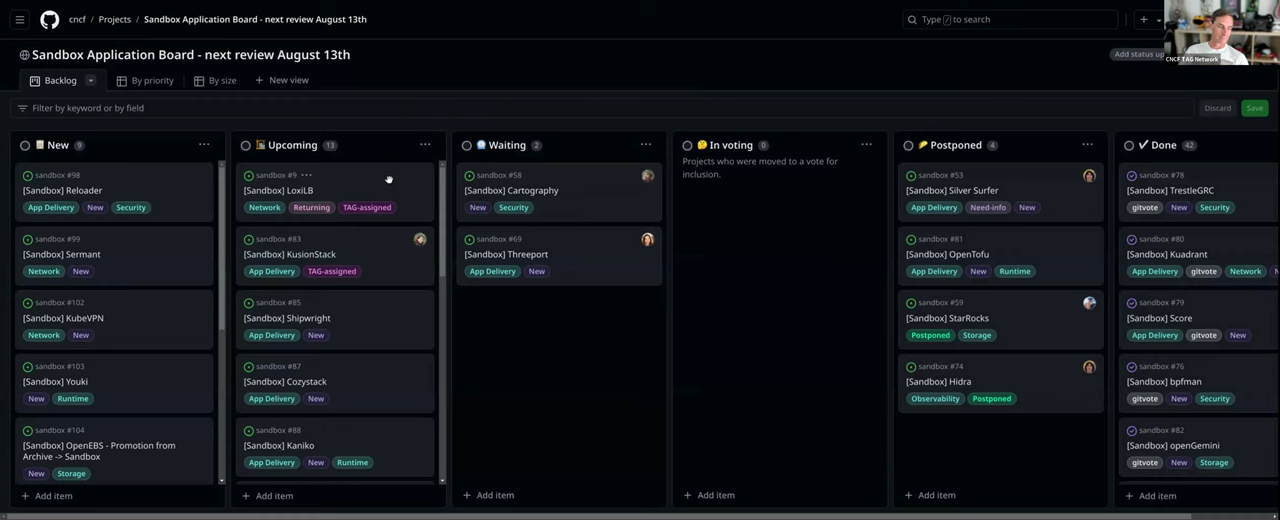 cncf / Projects / Sandbox Application Board - next review August 13th
Type / to search
Sandbox Application Board - next review August 13th
Add status up
CNCF TAG Network
Backlog
By priority
By size
New view
Filter by keyword or by field
Discard
Save
New 9
sandbox #98
[Sandbox] Reloader
App Delivery New Security
sandbox #99
[Sandbox] Sermant
Network New
sandbox #102
[Sandbox] KubeVPN
Network New
sandbox #103
[Sandbox] Youki
New Runtime
sandbox #104
[Sandbox] OpenEBS - Promotion from
Archive -> Sandbox
New Storage
Add item
Upcoming 13
sandbox #9
[Sandbox] LoxiLB
Network Returning TAG-assigned
sandbox #83
[Sandbox] KusionStack
App Delivery TAG-assigned
sandbox #85
[Sandbox] Shipwright
App Delivery New
sandbox #87
[Sandbox] Cozystack
App Delivery New
sandbox #88
[Sandbox] Kaniko
App Delivery New Runtime
Add item
Waiting 2
sandbox #58
[Sandbox] Cartography
New Security
sandbox #69
[Sandbox] Threeport
App Delivery New
Add item
In voting 0
Projects who were moved to a vote for
inclusion.
Add item
Postponed 4
sandbox #53
[Sandbox] Silver Surfer
App Delivery Need-info New
sandbox #81
[Sandbox] OpenTofu
App Delivery New Runtime
sandbox #59
[Sandbox] StarRocks
Postponed Storage
sandbox #74
[Sandbox] Hidra
Observability Postponed
Add item
Done 42
sandbox #78
[Sandbox] TrestleGRC
gitvote New Security
sandbox #80
[Sandbox] Kuadrant
App Delivery gitvote Network N
sandbox #79
[Sandbox] Score
App Delivery gitvote New
sandbox #76
[Sandbox] bpfman
gitvote New Security
sandbox #82
[Sandbox] openGemini
gitvote New Storage
Add item